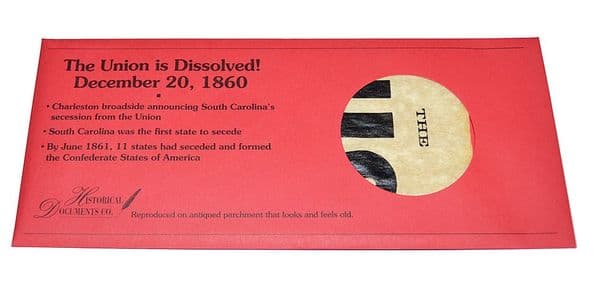 The Union is Dissolved!
December 20, 1860
• Charleston broadside announcing South Carolina's
secession from the Union
• South Carolina was the first state to secede
• By June 1861, 11 states had seceded and formed
the Confederate States of America
HISTORICAL
DOCUMENTS CO.
Reproduced on antiqued parchment that looks and feels old.
THE